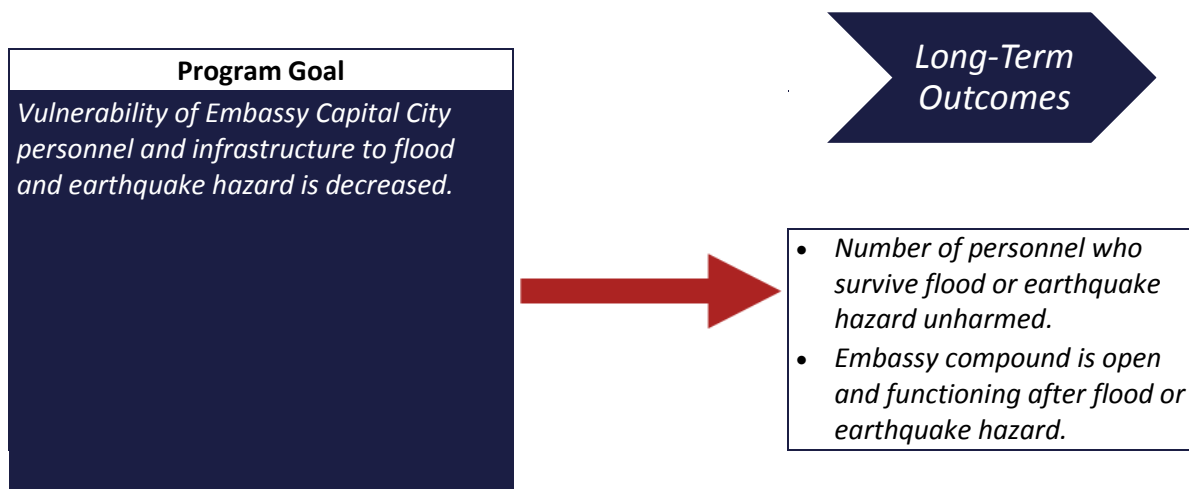 Program Goal
Vulnerability of Embassy Capital City
personnel and infrastructure to flood
and earthquake hazard is decreased.
Long-Term
Outcomes
• Number of personnel who
survive flood or earthquake
hazard unharmed.
• Embassy compound is open
and functioning after flood or
earthquake hazard.